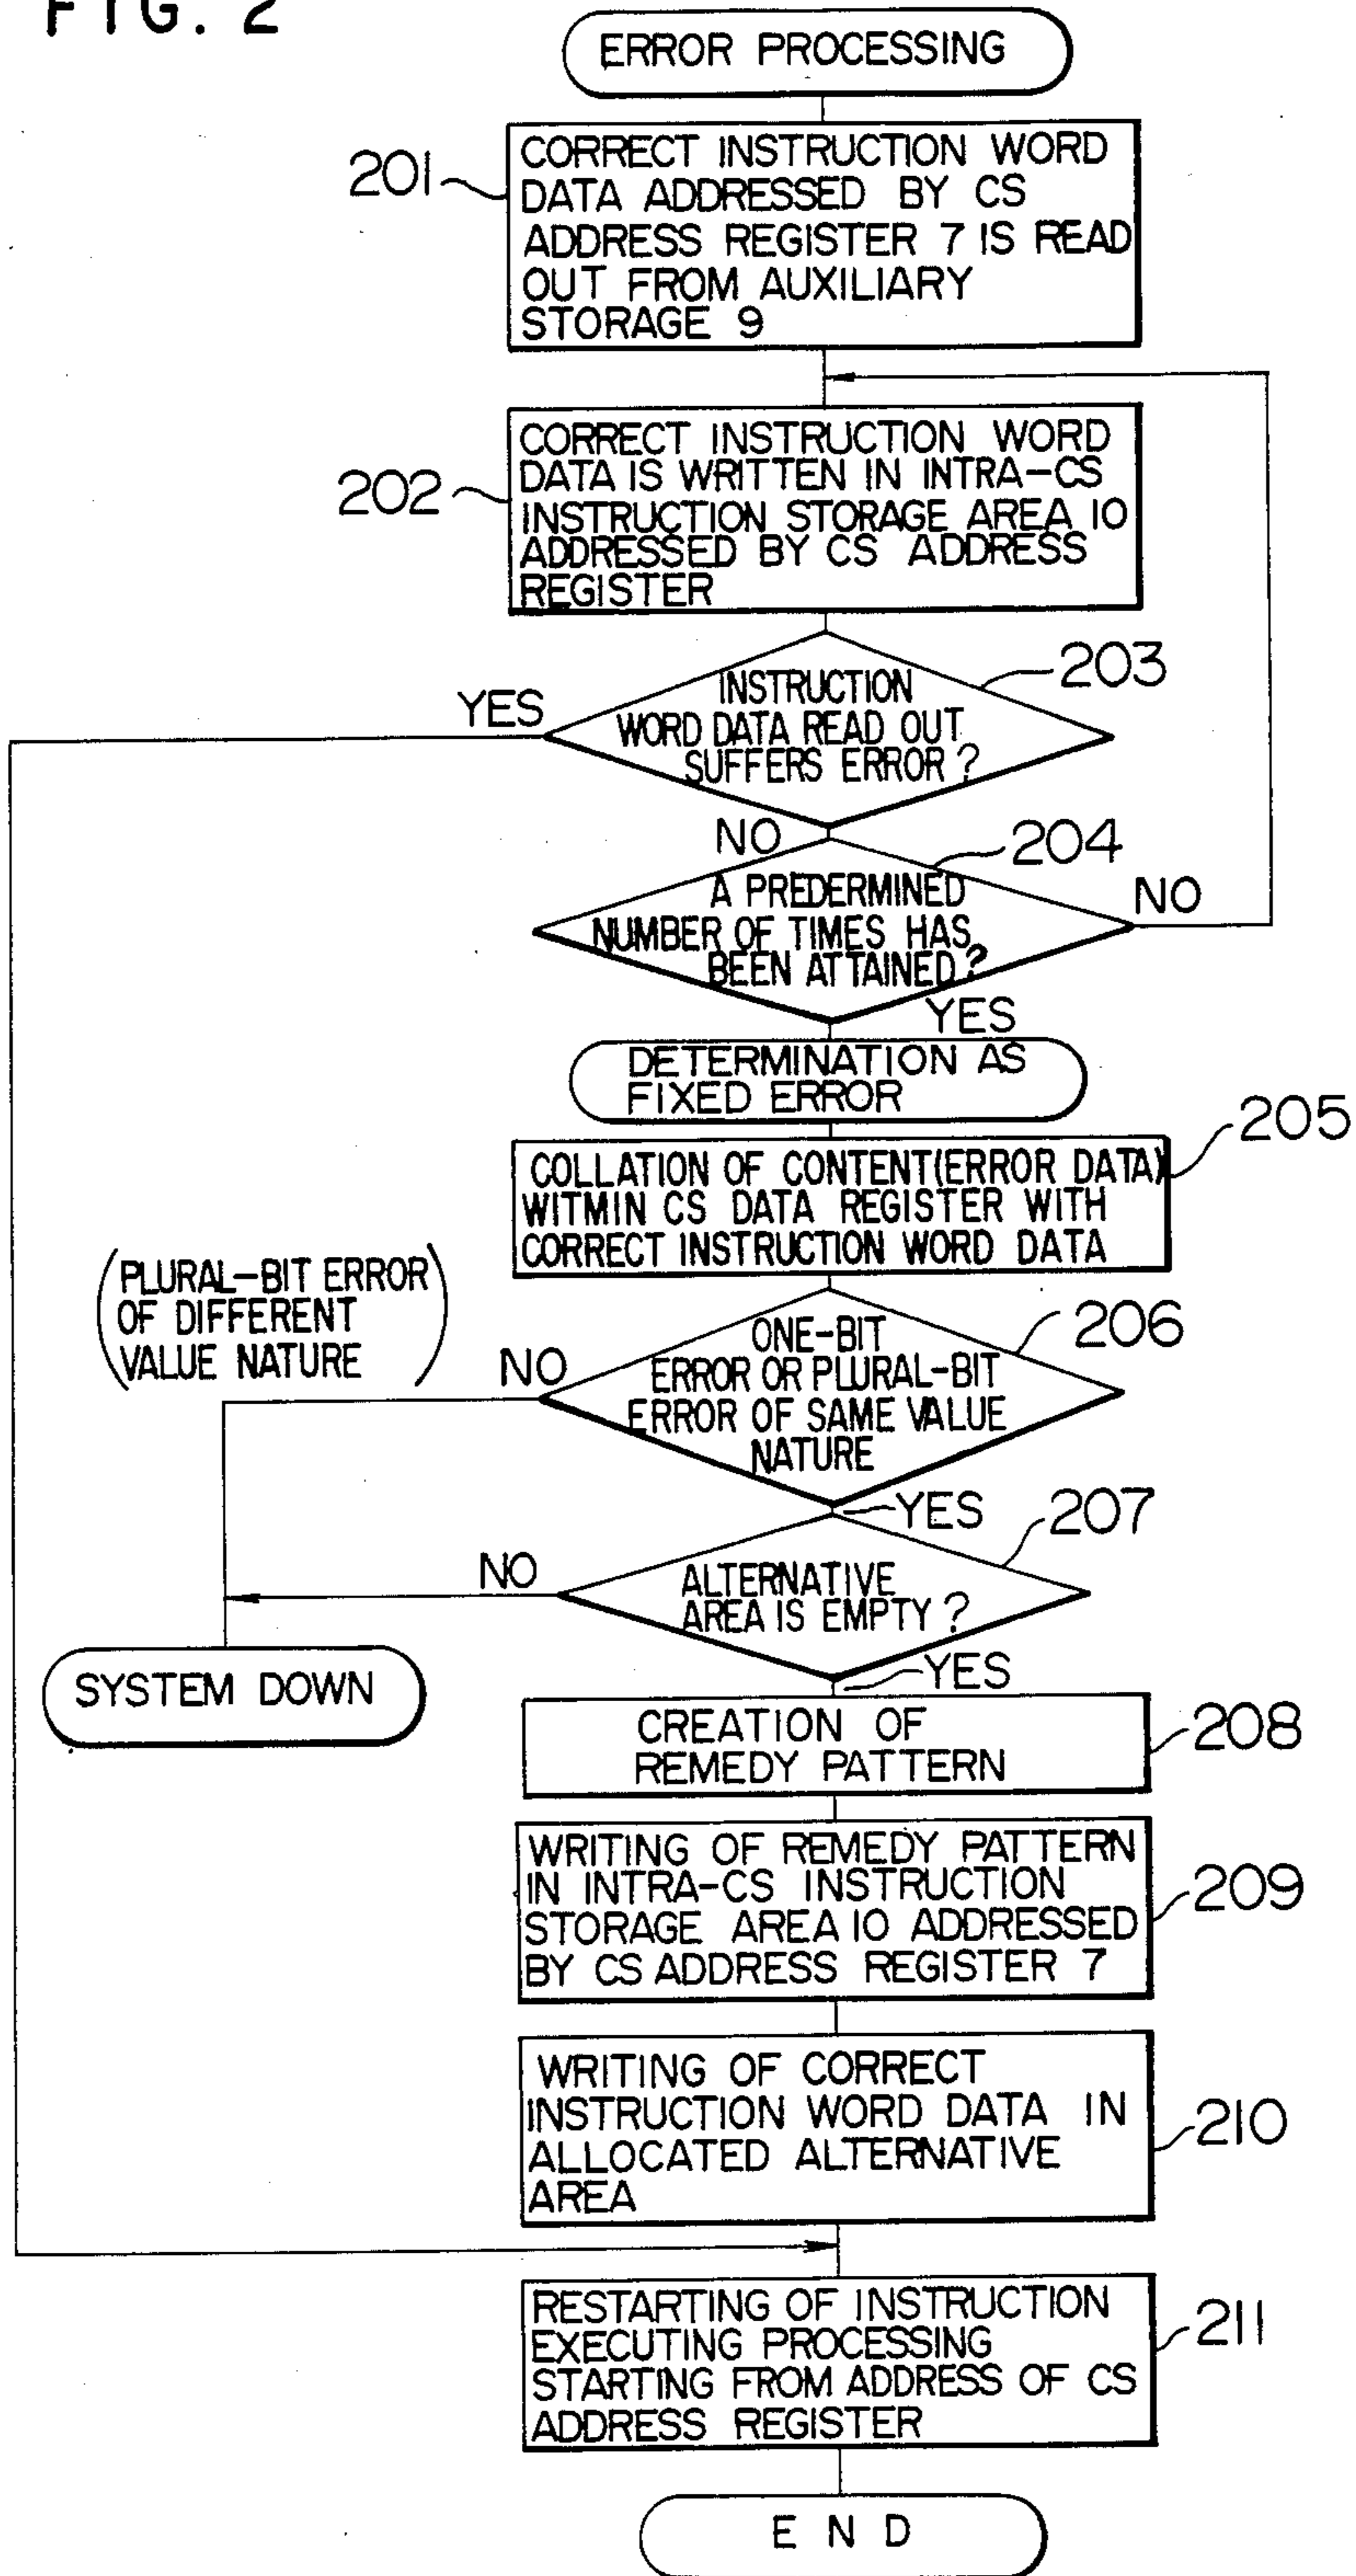 FIG. 2
ERROR PROCESSING
201
CORRECT INSTRUCTION WORD
DATA ADDRESSED BY CS
ADDRESS REGISTER 7 IS READ
OUT FROM AUXILIARY
STORAGE 9
202
CORRECT INSTRUCTION WORD
DATA IS WRITTEN IN INTRA-CS
INSTRUCTION STORAGE AREA 10
ADDRESSED BY CS ADDRESS
REGISTER
203
YES
INSTRUCTION
WORD DATA READ OUT
SUFFERS ERROR?
NO
204
A PREDERMINED
NUMBER OF TIMES HAS
BEEN ATTAINED?
NO
YES
DETERMINATION AS
FIXED ERROR
205
COLLATION OF CONTENT(ERROR DATA)
WITMIN CS DATA REGISTER WITH
CORRECT INSTRUCTION WORD DATA
(PLURAL-BIT ERROR
OF DIFFERENT
VALUE NATURE)
NO
206
ONE-BIT
ERROR OR PLURAL-BIT
ERROR OF SAME VALUE
NATURE
YES
207
NO
ALTERNATIVE
AREA IS EMPTY?
YES
SYSTEM DOWN
CREATION OF
REMEDY PATTERN
208
WRITING OF REMEDY PATTERN
IN INTRA-CS INSTRUCTION
STORAGE AREA 10 ADDRESSED
BY CS ADDRESS REGISTER 7
209
WRITING OF CORRECT
INSTRUCTION WORD DATA IN
ALLOCATED ALTERNATIVE
AREA
210
RESTARTING OF INSTRUCTION
EXECUTING PROCESSING
STARTING FROM ADDRESS OF CS
ADDRESS REGISTER
211
END